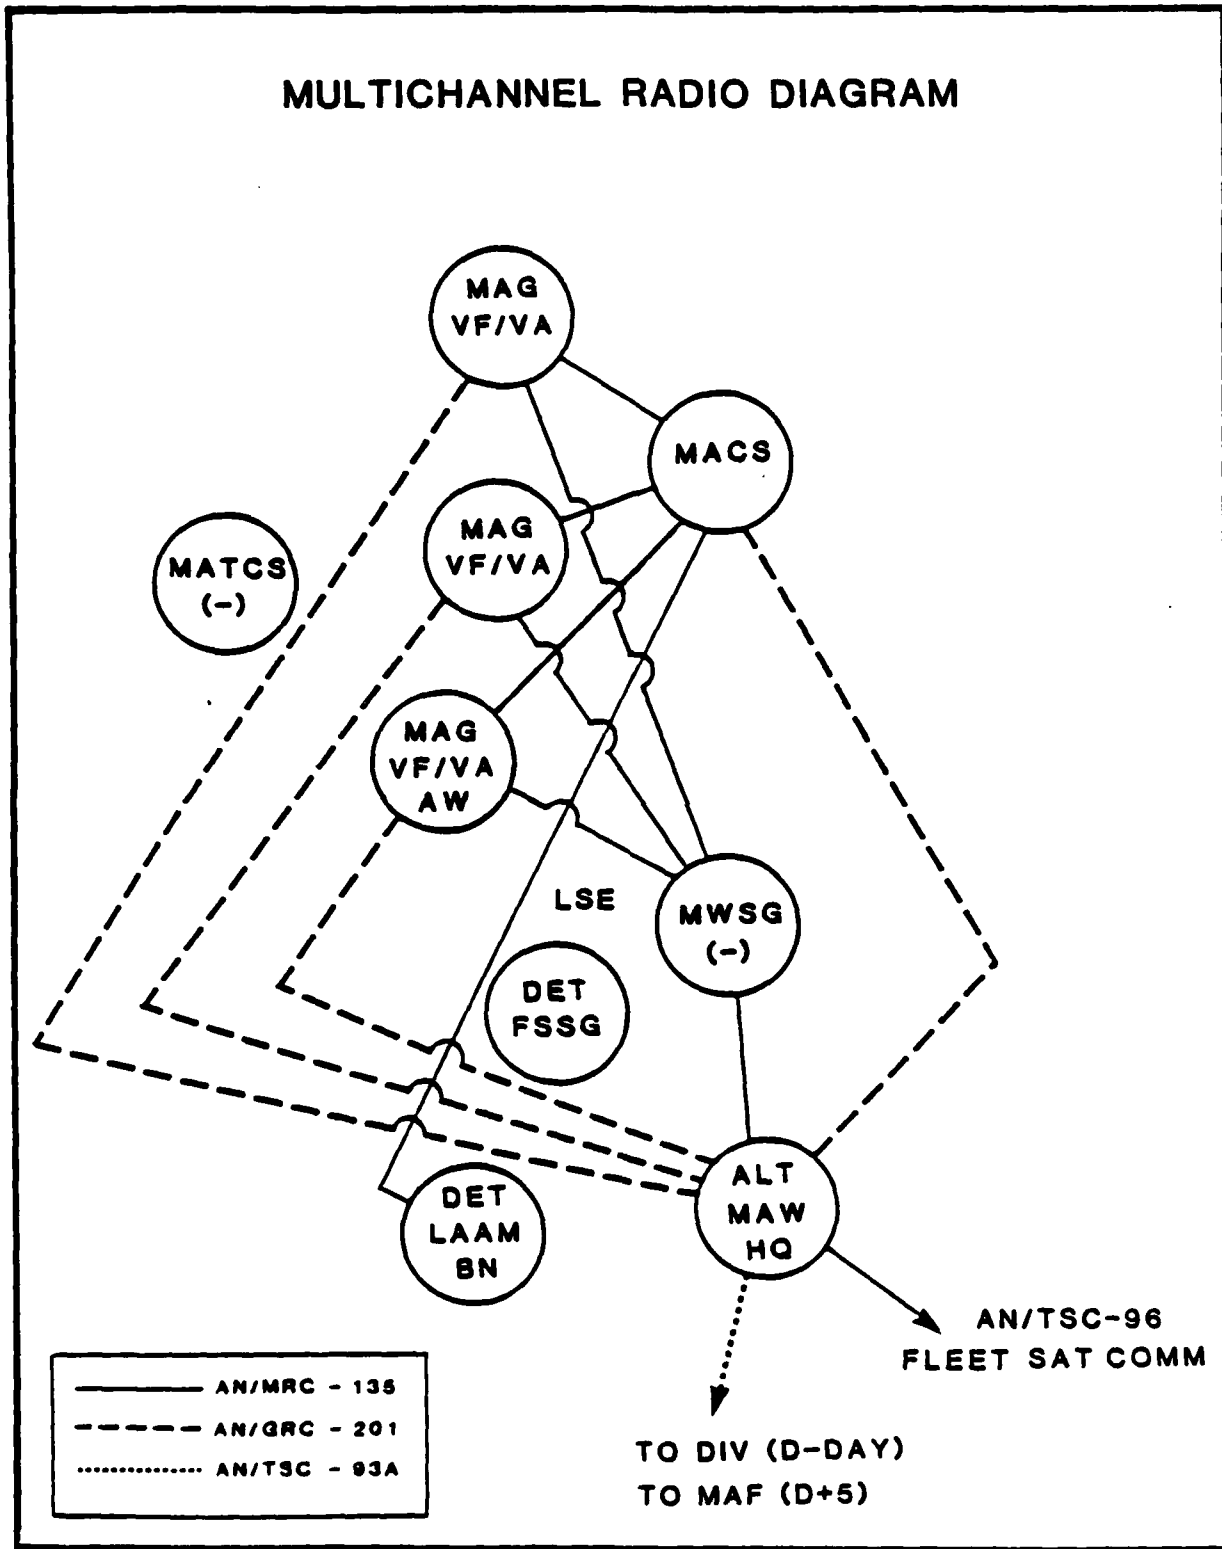 MULTICHANNEL RADIO DIAGRAM
MAG
VF/VA
MACS
MAG
VF/VA
MATCS
(-)
MAG
VF/VA
AW
LSE
MWSG
(-)
DET
FSSG
ALT
MAW
HQ
DET
LAAM
BN
AN/TSC-96
FLEET SAT COMM
AN/MRC - 135
AN/GRC - 201
AN/TSC - 93A
TO DIV (D-DAY)
TO MAF (D+5)